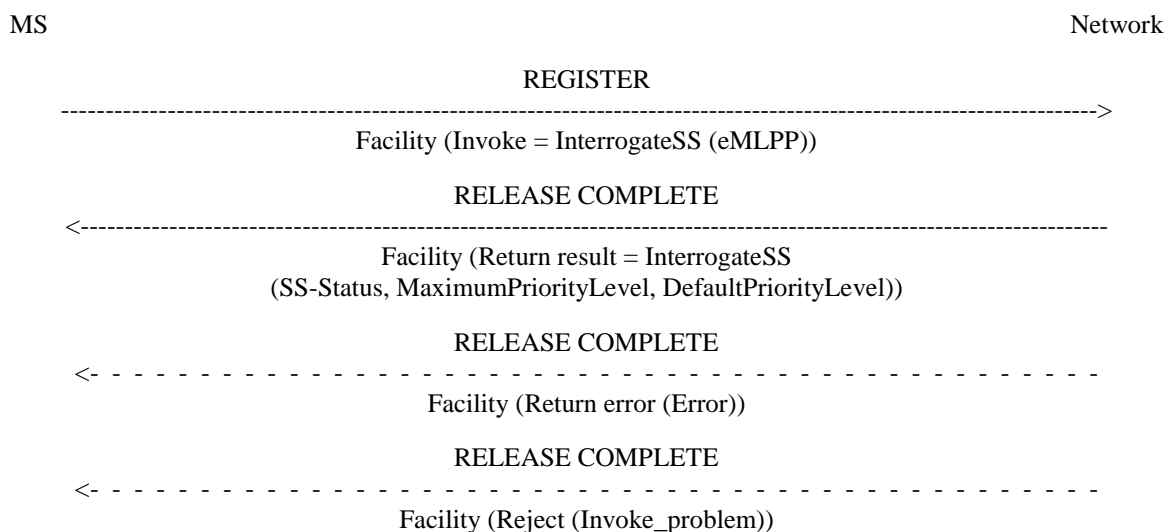 MS Network
REGISTER
Facility (Invoke = InterrogateSS (eMLPP))
RELEASE COMPLETE
Facility (Return result = InterrogateSS
(SS-Status, MaximumPriorityLevel, DefaultPriorityLevel))
RELEASE COMPLETE
Facility (Return error (Error))
RELEASE COMPLETE
Facility (Reject (Invoke_problem))